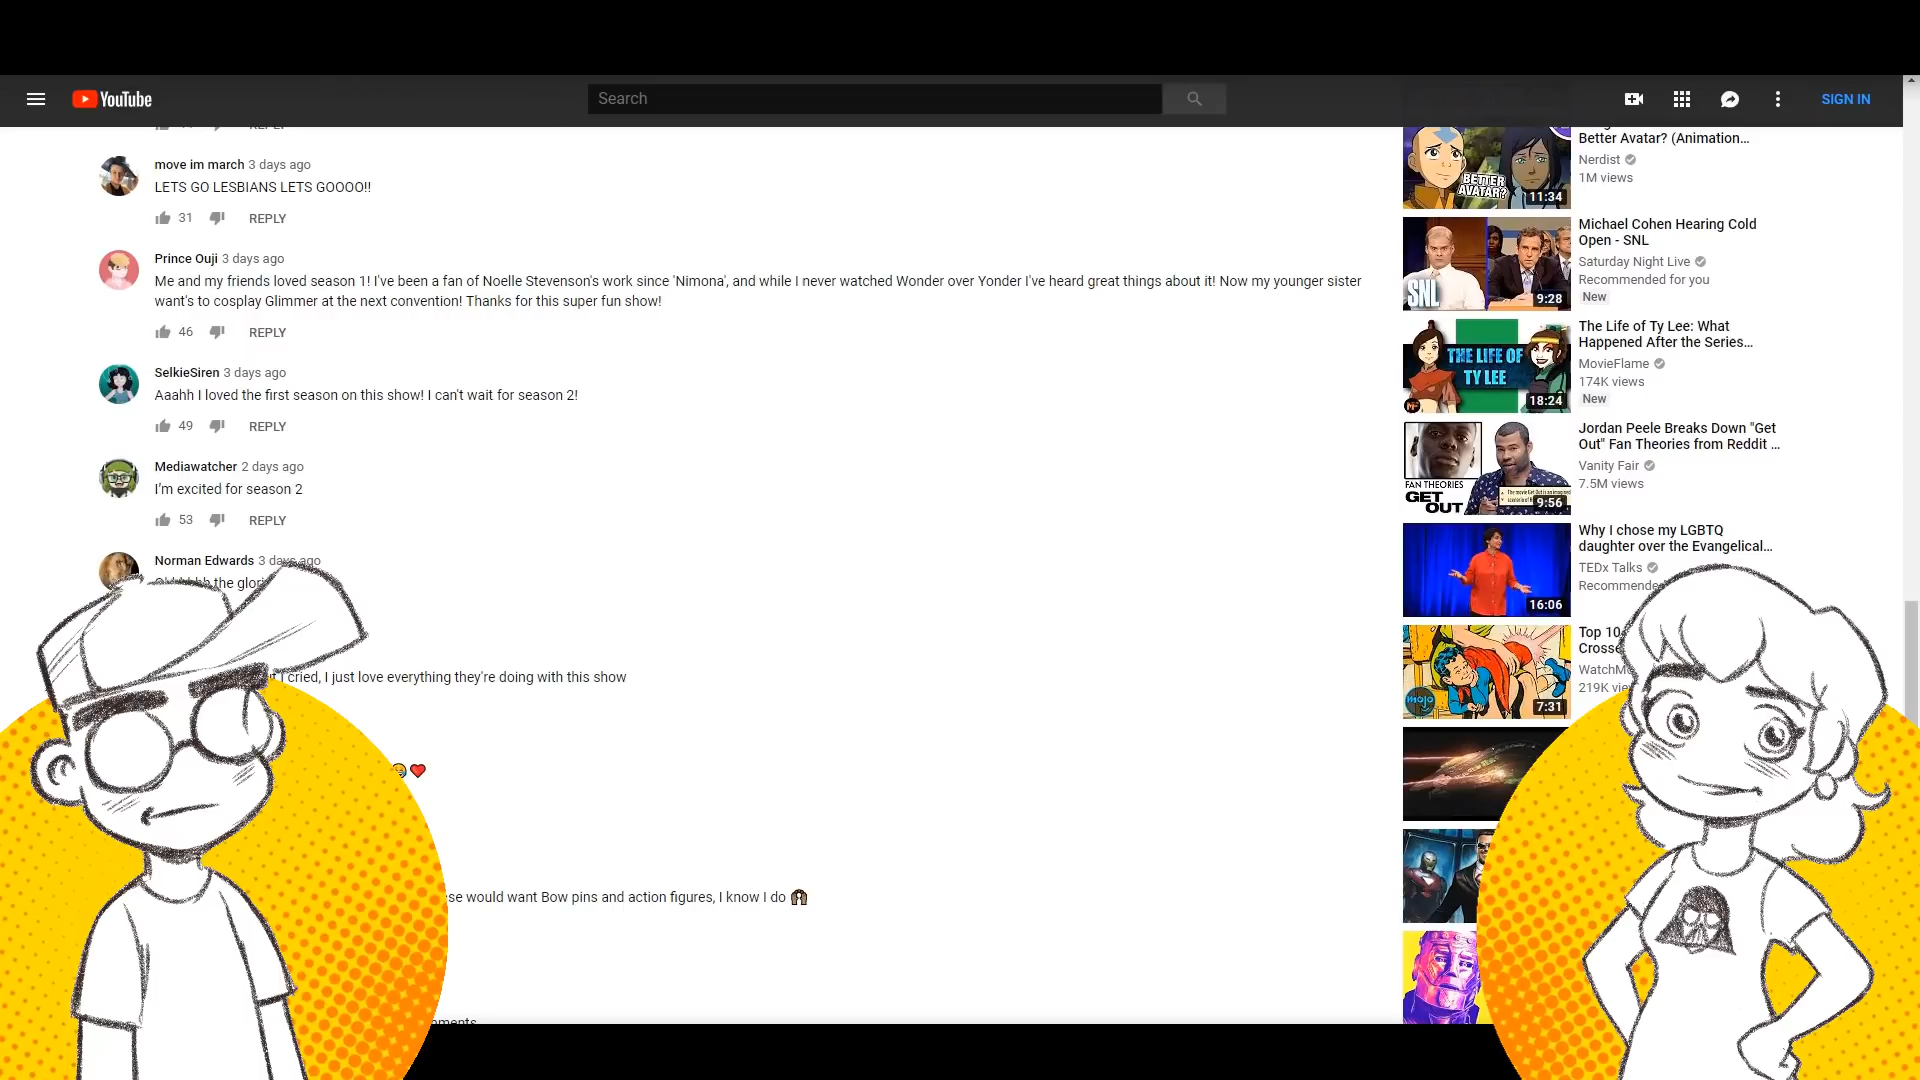 YouTube
Search
SIGN IN
REPLY
move im march 3 days ago
LETS GO LESBIANS LETS GOOOO!!
31 REPLY
Prince Ouji 3 days ago
Me and my friends loved season 1! I've been a fan of Noelle Stevenson's work since 'Nimona', and while I never watched Wonder over Yonder I've heard great things about it! Now my younger sister
want's to cosplay Glimmer at the next convention! Thanks for this super fun show!
46 REPLY
SelkieSiren 3 days ago
Aaahh I loved the first season on this show! I can't wait for season 2!
49 REPLY
Mediawatcher 2 days ago
I'm excited for season 2
53 REPLY
Norman Edwards 3 days ago
the
I cried, I just love everything they're doing with this show
would want Bow pins and action figures, I know I do
Better Avatar? (Animation...
Nerdist
1M views
BETTER
AVATAR?
11:34
Michael Cohen Hearing Cold
Open - SNL
Saturday Night Live
Recommended for you
New
SNL
9:28
The Life of Ty Lee: What
Happened After the Series...
MovieFlame
174K views
New
THE LIFE OF
TY LEE
MF
18:24
Jordan Peele Breaks Down "Get
Out" Fan Theories from Reddit ...
Vanity Fair
7.5M views
FAN THEORIES
GET
OUT
9:56
Why I chose my LGBTQ
daughter over the Evangelical...
TEDx Talks
16:06
Top 10
mojo
7:31